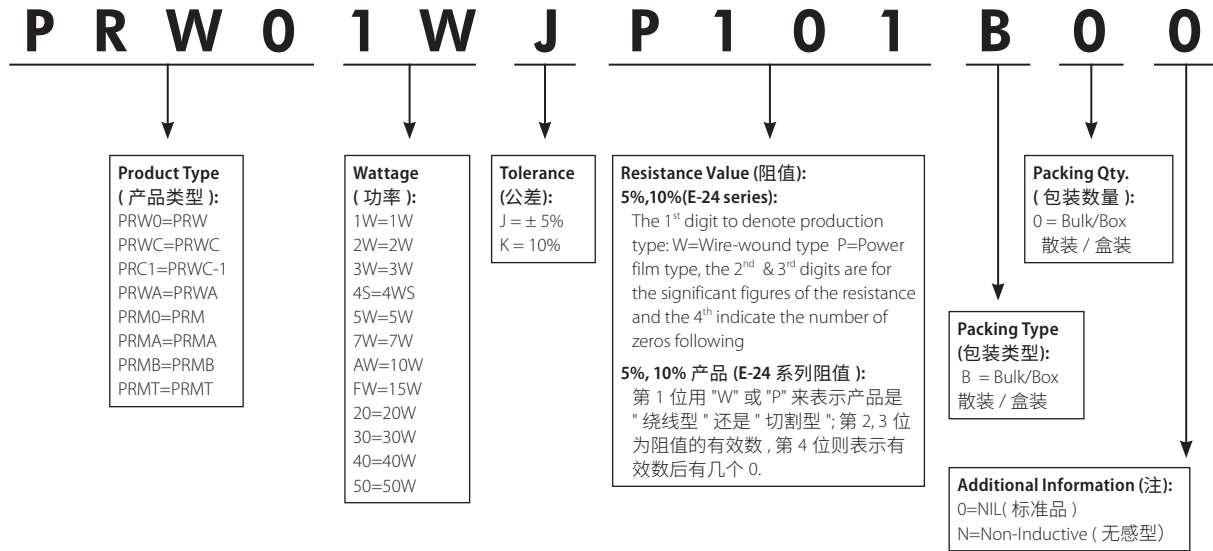 P R W 0 1 W J P 1 0 1 B 0 0
Product Type
( 产品类型 ):
PRW0=PRW
PRWC=PRWC
PRC1=PRWC-1
PRWA=PRWA
PRM0=PRM
PRMA=PRMA
PRMB=PRMB
PRMT=PRMT
Wattage
( 功率 ):
1W=1W
2W=2W
3W=3W
4S=4WS
5W=5W
7W=7W
AW=10W
FW=15W
20=20W
30=30W
40=40W
50=50W
Tolerance
(公差):
J = ± 5%
K = 10%
Resistance Value (阻值):
5%,10%(E-24 series):
The 1st digit to denote production
type: W=Wire-wound type P=Power
film type, the 2nd & 3rd digits are for
the significant figures of the resistance
and the 4th indicate the number of
zeros following
5%, 10% 产品 (E-24 系列阻值 ):
第 1 位用 "W" 或 "P" 来表示产品是
" 绕线型 " 还是 " 切割型 "; 第 2, 3 位
为阻值的有效数 , 第 4 位则表示有
效数后有几个 0.
Packing Qty.
( 包装数量 ):
0 = Bulk/Box
散装 / 盒装
Packing Type
(包装类型):
B = Bulk/Box
散装 / 盒装
Additional Information (注):
0=NIL( 标准品 )
N=Non-Inductive ( 无感型)